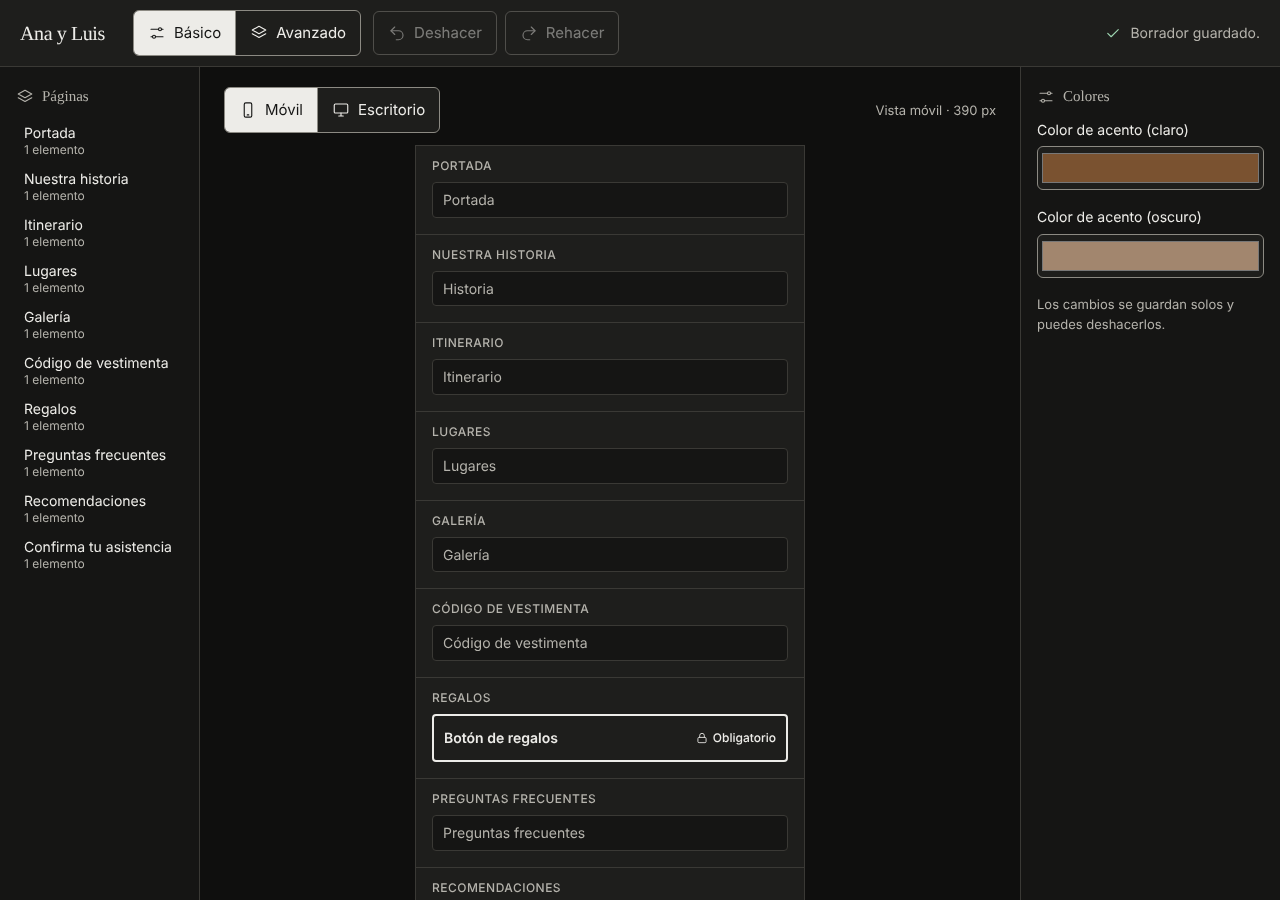 Ana y Luis
Básico
Avanzado
Deshacer
Rehacer
Borrador guardado.
Páginas
Portada
1 elemento
Nuestra historia
1 elemento
Itinerario
1 elemento
Lugares
1 elemento
Galería
1 elemento
Código de vestimenta
1 elemento
Regalos
1 elemento
Preguntas frecuentes
1 elemento
Recomendaciones
1 elemento
Confirma tu asistencia
1 elemento
Móvil
Escritorio
Vista móvil · 390 px
PORTADA
Portada
NUESTRA HISTORIA
Historia
ITINERARIO
Itinerario
LUGARES
Lugares
GALERÍA
Galería
CÓDIGO DE VESTIMENTA
Código de vestimenta
REGALOS
Botón de regalos
Obligatorio
PREGUNTAS FRECUENTES
Preguntas frecuentes
RECOMENDACIONES
Colores
Color de acento (claro)
Color de acento (oscuro)
Los cambios se guardan solos y
puedes deshacerlos.